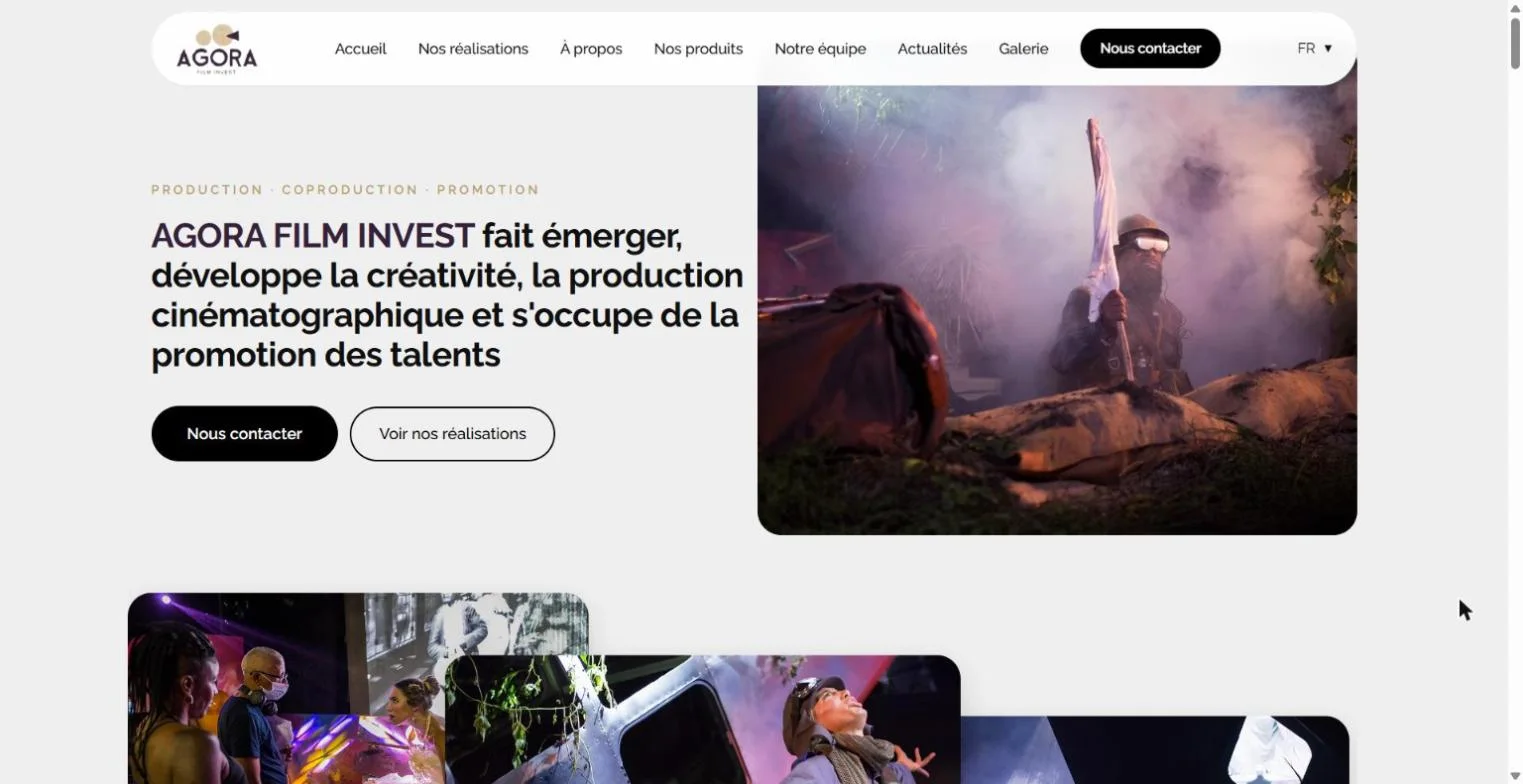 AGORA
FILM INVEST
Accueil
Nos réalisations
À propos
Nos produits
Notre équipe
Actualités
Galerie
Nous contacter
FR ▼
PRODUCTION · COPRODUCTION · PROMOTION
AGORA FILM INVEST fait émerger,
développe la créativité, la production
cinématographique et s'occupe de la
promotion des talents
Nous contacter
Voir nos réalisations